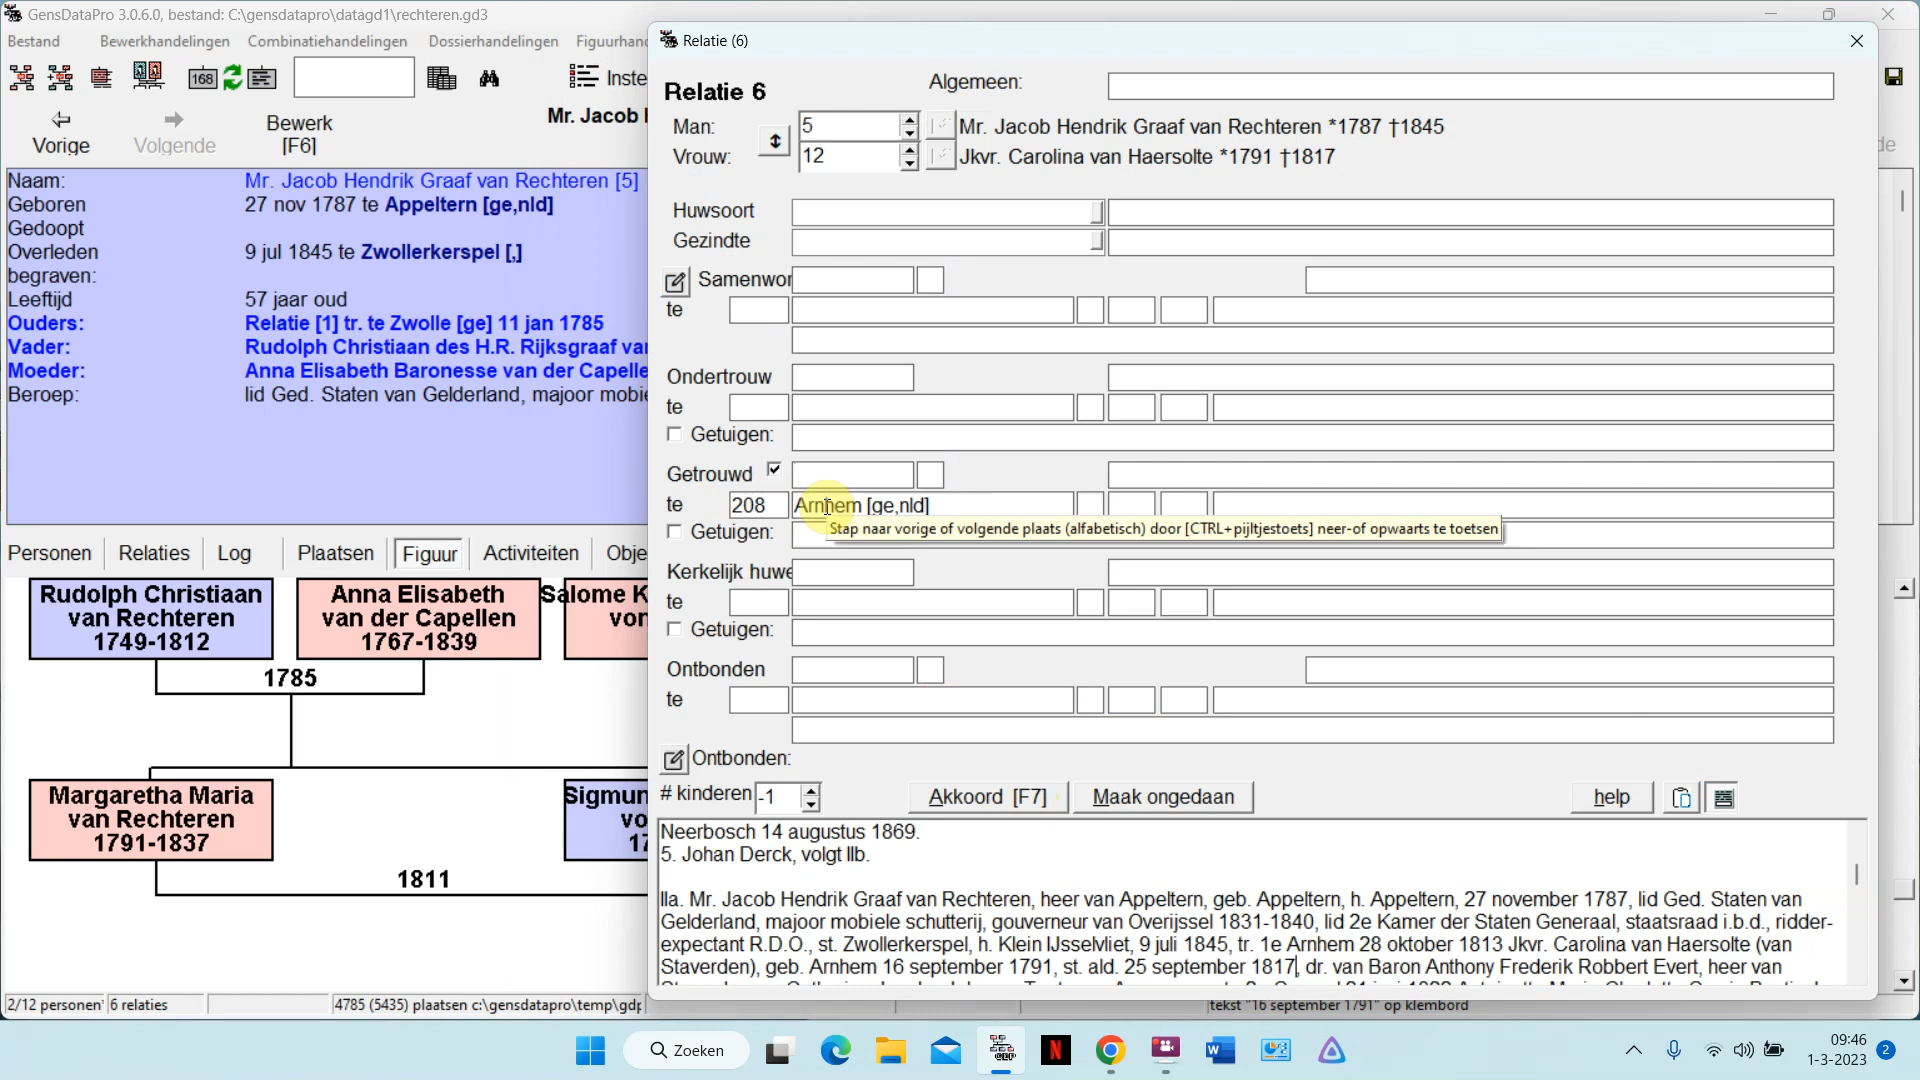 GensDataPro 3.0.6.0, bestand: C:\gensdatapro\datagd1\rechteren.gd3
Bestand Bewerkhandelingen Combinatiehandelingen Dossierhandelingen Figuurhan
168 Inste
Vorige Volgende Bewerk [F6] Mr. Jacob
Naam: Mr. Jacob Hendrik Graaf van Rechteren [5]
Geboren 27 nov 1787 te Appeltern [ge,nld]
Gedoopt
Overleden 9 jul 1845 te Zwollerkerspel [,]
begraven:
Leeftijd 57 jaar oud
Ouders: Relatie [1] tr. te Zwolle [ge] 11 jan 1785
Vader: Rudolph Christiaan des H.R. Rijksgraaf va
Moeder: Anna Elisabeth Baronesse van der Capelle
Beroep: lid Ged. Staten van Gelderland, majoor mobie
Personen Relaties Log Plaatsen Figuur Activiteiten Obje
Rudolph Christiaan
van Rechteren
1749-1812
Anna Elisabeth
van der Capellen
1767-1839
Salome K
von
1785
Margaretha Maria
van Rechteren
1791-1837
Sigmun
vo
17
1811
2/12 personen 6 relaties 4785 (5435) plaatsen c:\gensdatapro\temp\gdp
tekst "16 september 1791" op klembord
Relatie (6)
Relatie 6 Algemeen:
Man: 5 Mr. Jacob Hendrik Graaf van Rechteren *1787 †1845
Vrouw: 12 Jkvr. Carolina van Haersolte *1791 †1817
Huwsoort
Gezindte
Samenwor
te
Ondertrouw
te
Getuigen:
Getrouwd
te 208 Arnhem [ge,nld]
Getuigen:
Stap naar vorige of volgende plaats (alfabetisch) door [CTRL+pijltjestoets] neer-of opwaarts te toetsen
Kerkelijk huwe
te
Getuigen:
Ontbonden
te
Ontbonden:
# kinderen -1 Akkoord [F7] Maak ongedaan help
Neerbosch 14 augustus 1869.
5. Johan Derck, volgt IIb.
IIa. Mr. Jacob Hendrik Graaf van Rechteren, heer van Appeltern, geb. Appeltern, h. Appeltern, 27 november 1787, lid Ged. Staten van
Gelderland, majoor mobiele schutterij, gouverneur van Overijssel 1831-1840, lid 2e Kamer der Staten Generaal, staatsraad i.b.d., ridder-
expectant R.D.O., st. Zwollerkerspel, h. Klein IJsselvliet, 9 juli 1845, tr. 1e Arnhem 28 oktober 1813 Jkvr. Carolina van Haersolte (van
Staverden), geb. Arnhem 16 september 1791, st. ald. 25 september 1817, dr. van Baron Anthony Frederik Robbert Evert, heer van
de
Zoeken
09:46
1-3-2023
2